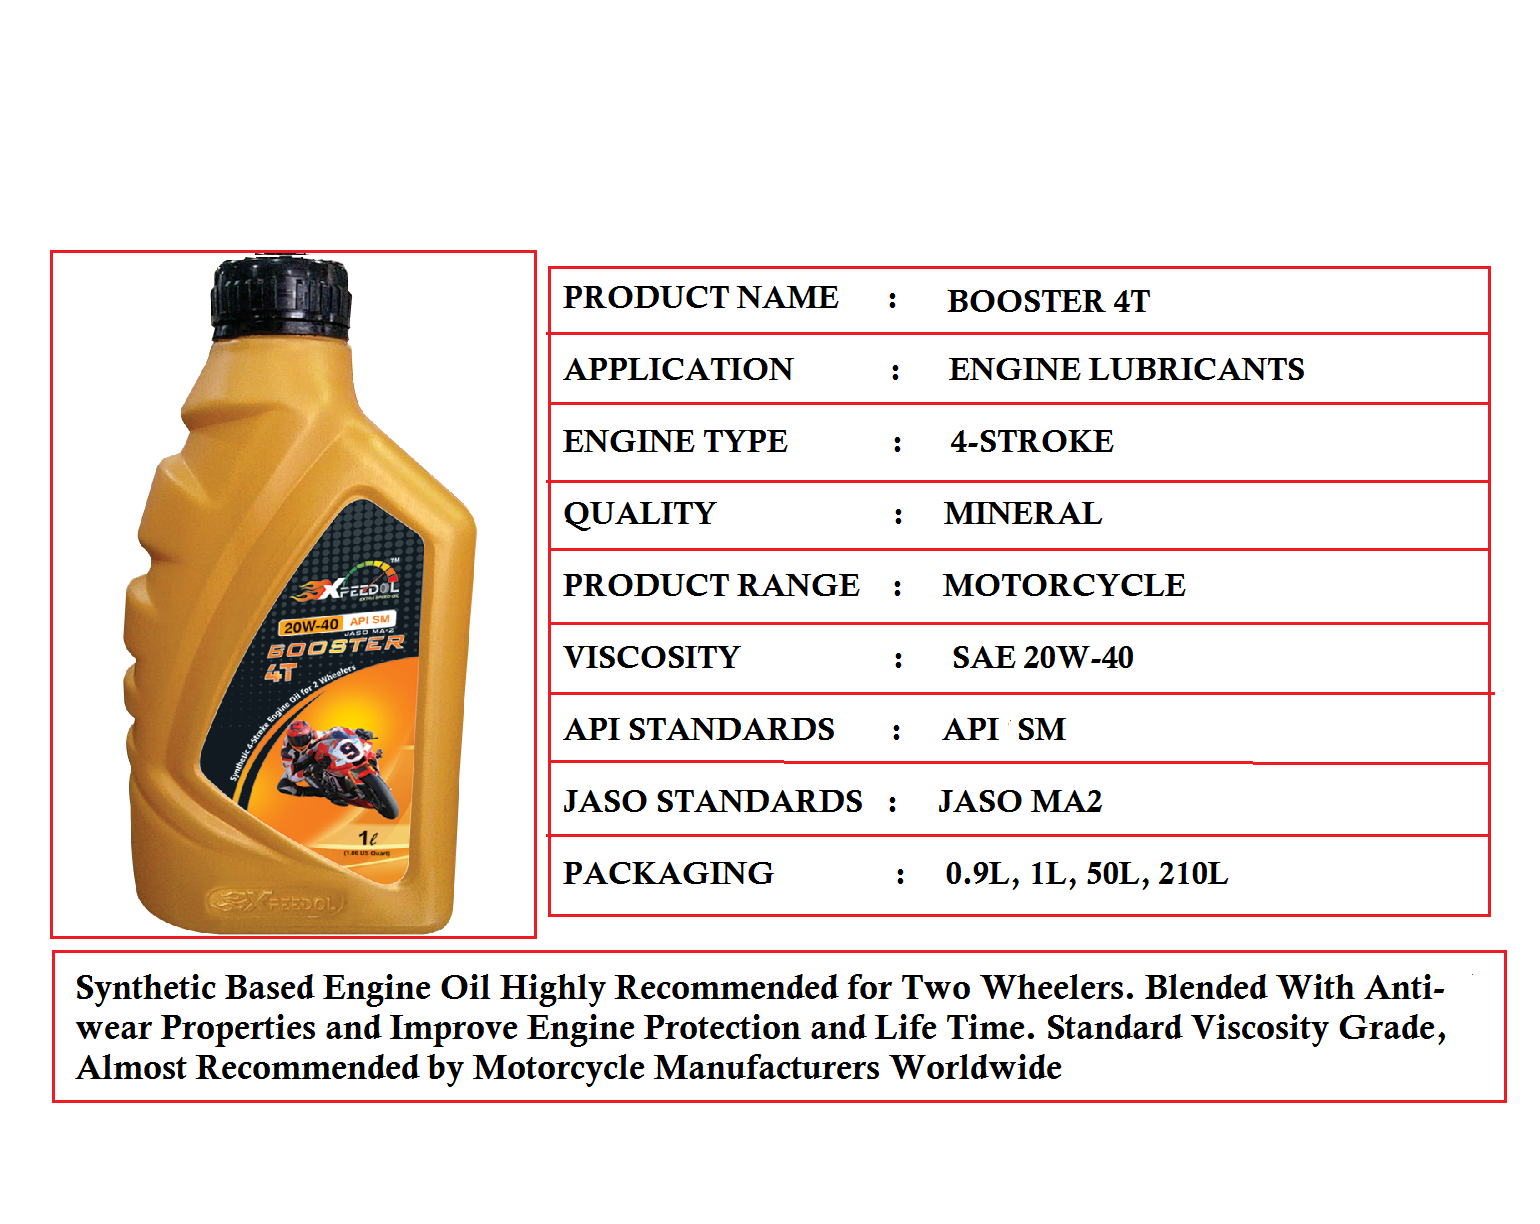 XFEEDOL
TM
EXTRA SPEED OIL
20W-40 API SM
JASO MA-2
BOOSTER
4T
Synthetic 4-Stroke Engine Oil for 2 Wheelers
9
1ℓ
(1.06 US Quart)
XFEEDOL
PRODUCT NAME : BOOSTER 4T
APPLICATION : ENGINE LUBRICANTS
ENGINE TYPE : 4-STROKE
QUALITY : MINERAL
PRODUCT RANGE : MOTORCYCLE
VISCOSITY : SAE 20W-40
API STANDARDS : API SM
JASO STANDARDS : JASO MA2
PACKAGING : 0.9L, 1L, 50L, 210L
Synthetic Based Engine Oil Highly Recommended for Two Wheelers. Blended With Anti-
wear Properties and Improve Engine Protection and Life Time. Standard Viscosity Grade,
Almost Recommended by Motorcycle Manufacturers Worldwide